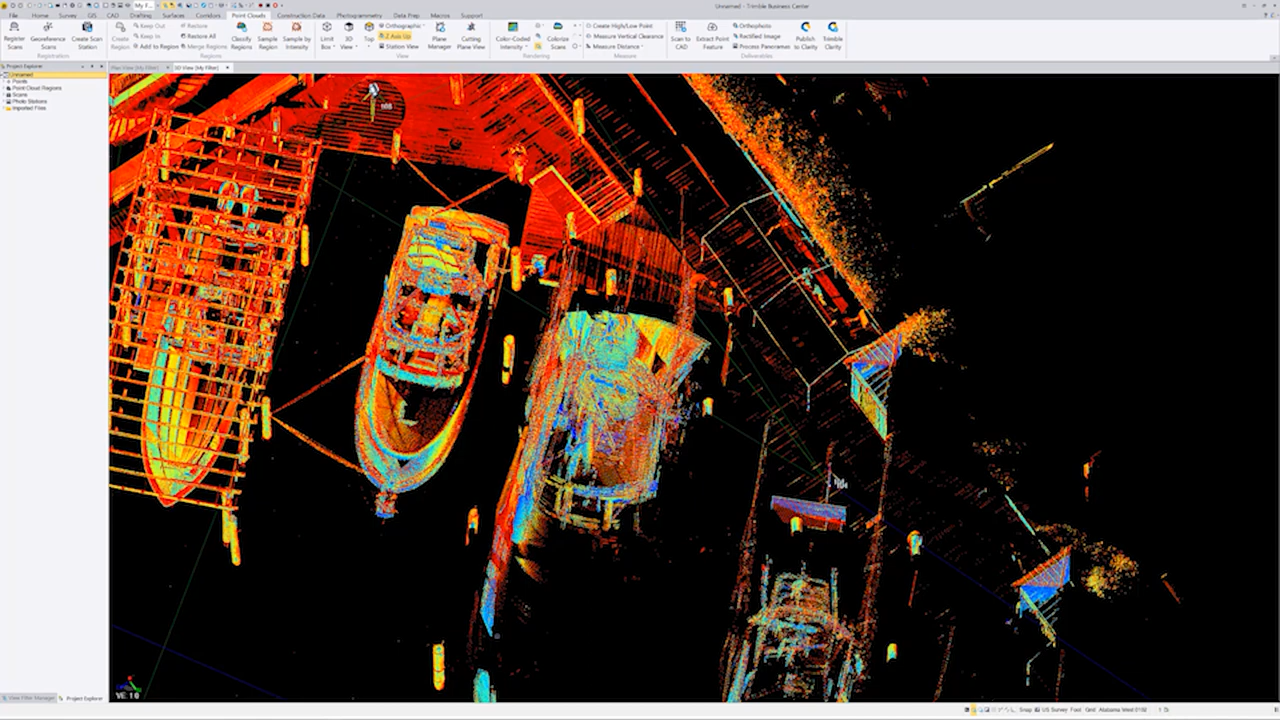 Unnamed - Trimble Business Center
File Home Survey GIS CAD Drafting Surfaces Corridors Point Clouds Construction Data Photogrammetry Data Prep Macros Support
Register Scans
Georeference Scans
Create Scan Station
Registration
Create Region
Keep Out
Keep In
Add to Region
Restore
Restore All
Merge Regions
Classify Regions
Sample Region
Sample by Intensity
Regions
Limit Box
3D View
Top
Orthographic
Z Axis Up
Station View
View
Plane Manager
Cutting Plane View
Color-Coded Intensity
Colorize Scans
Rendering
Create High/Low Point
Measure Vertical Clearance
Measure Distance
Measure
Scan to CAD
Extract Point Feature
Orthophoto
Rectified Image
Process Panoramas
Publish To Clarity
Trimble Clarity
Deliverables
Project Explorer
Plan View (My Filter)
3D View (My Filter)
Unnamed
Points
Point Cloud Regions
Scans
Photo Stations
Imported Files
VE 10
View Filter Manager
Project Explorer
Snap US Survey Foot Grid Alabama West 0102